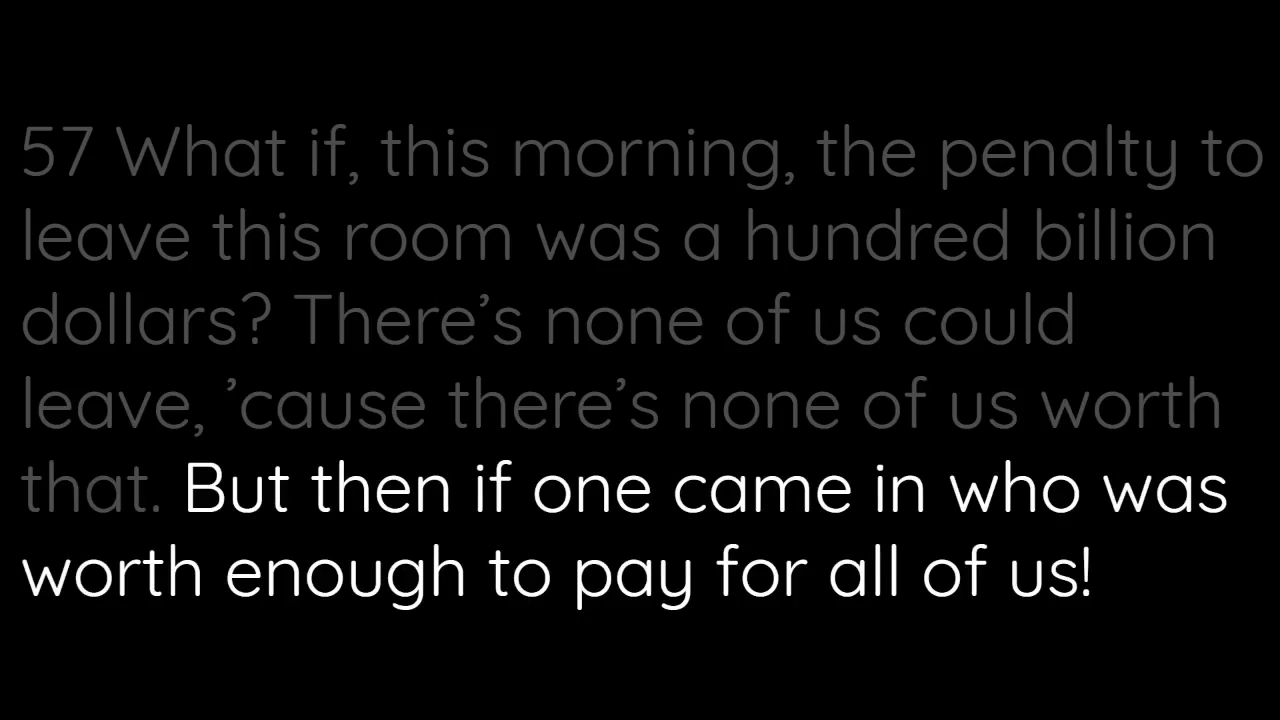 57 What if, this morning, the penalty to
leave this room was a hundred billion
dollars? There’s none of us could
leave, ’cause there’s none of us worth
that. But then if one came in who was
worth enough to pay for all of us!